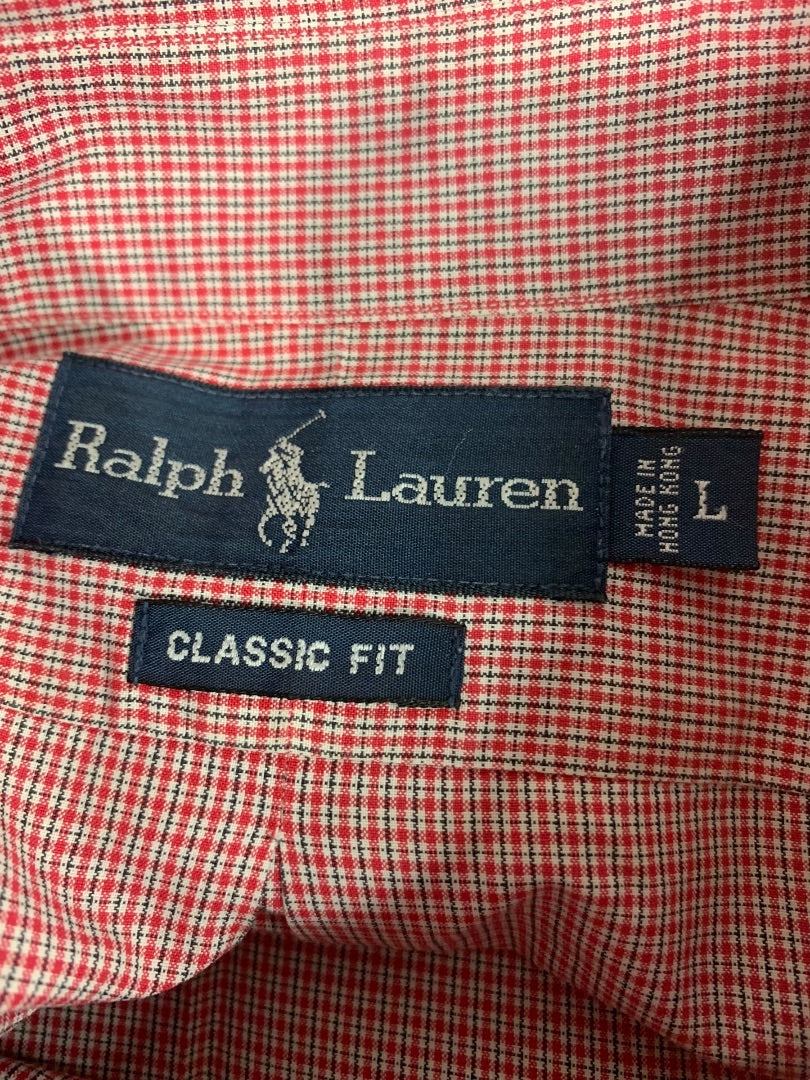 Ralph Lauren
MADE IN
HONG KONG
L
CLASSIC FIT